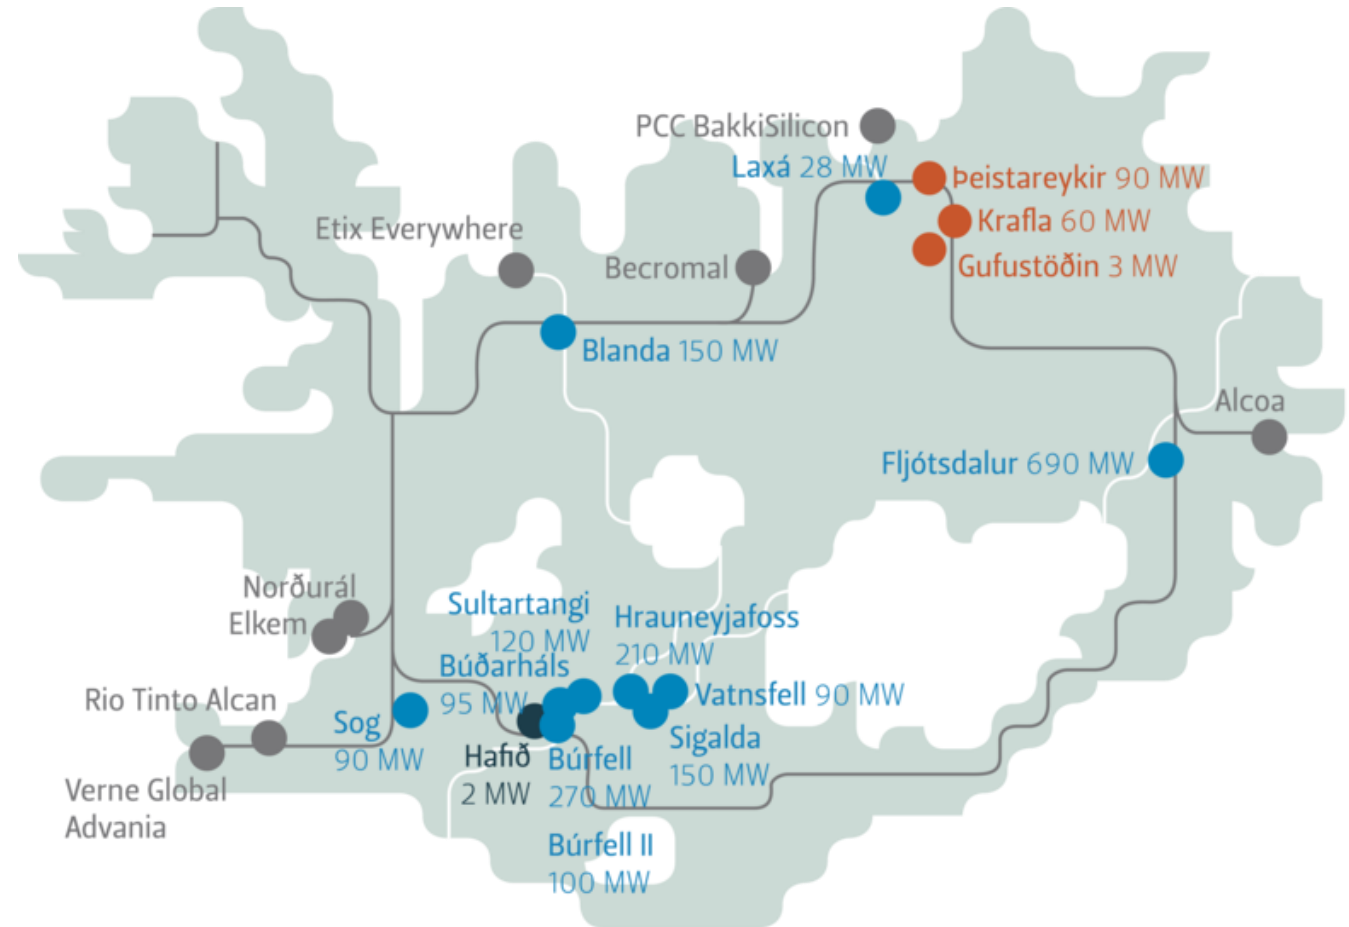 PCC BakkiSilicon
Laxá 28 MW
Þeistareykir 90 MW
Krafla 60 MW
Gufustöðin 3 MW
Etix Everywhere
Becromal
Blanda 150 MW
Alcoa
Fljótsdalur 690 MW
Norðurál
Elkem
Sultartangi
120 MW
Hrauneyjafoss
210 MW
Búðarháls
95 MW
Vatnsfell 90 MW
Rio Tinto Alcan
Sog
90 MW
Sigalda
150 MW
Hafið
2 MW
Búrfell
270 MW
Verne Global
Advania
Búrfell II
100 MW